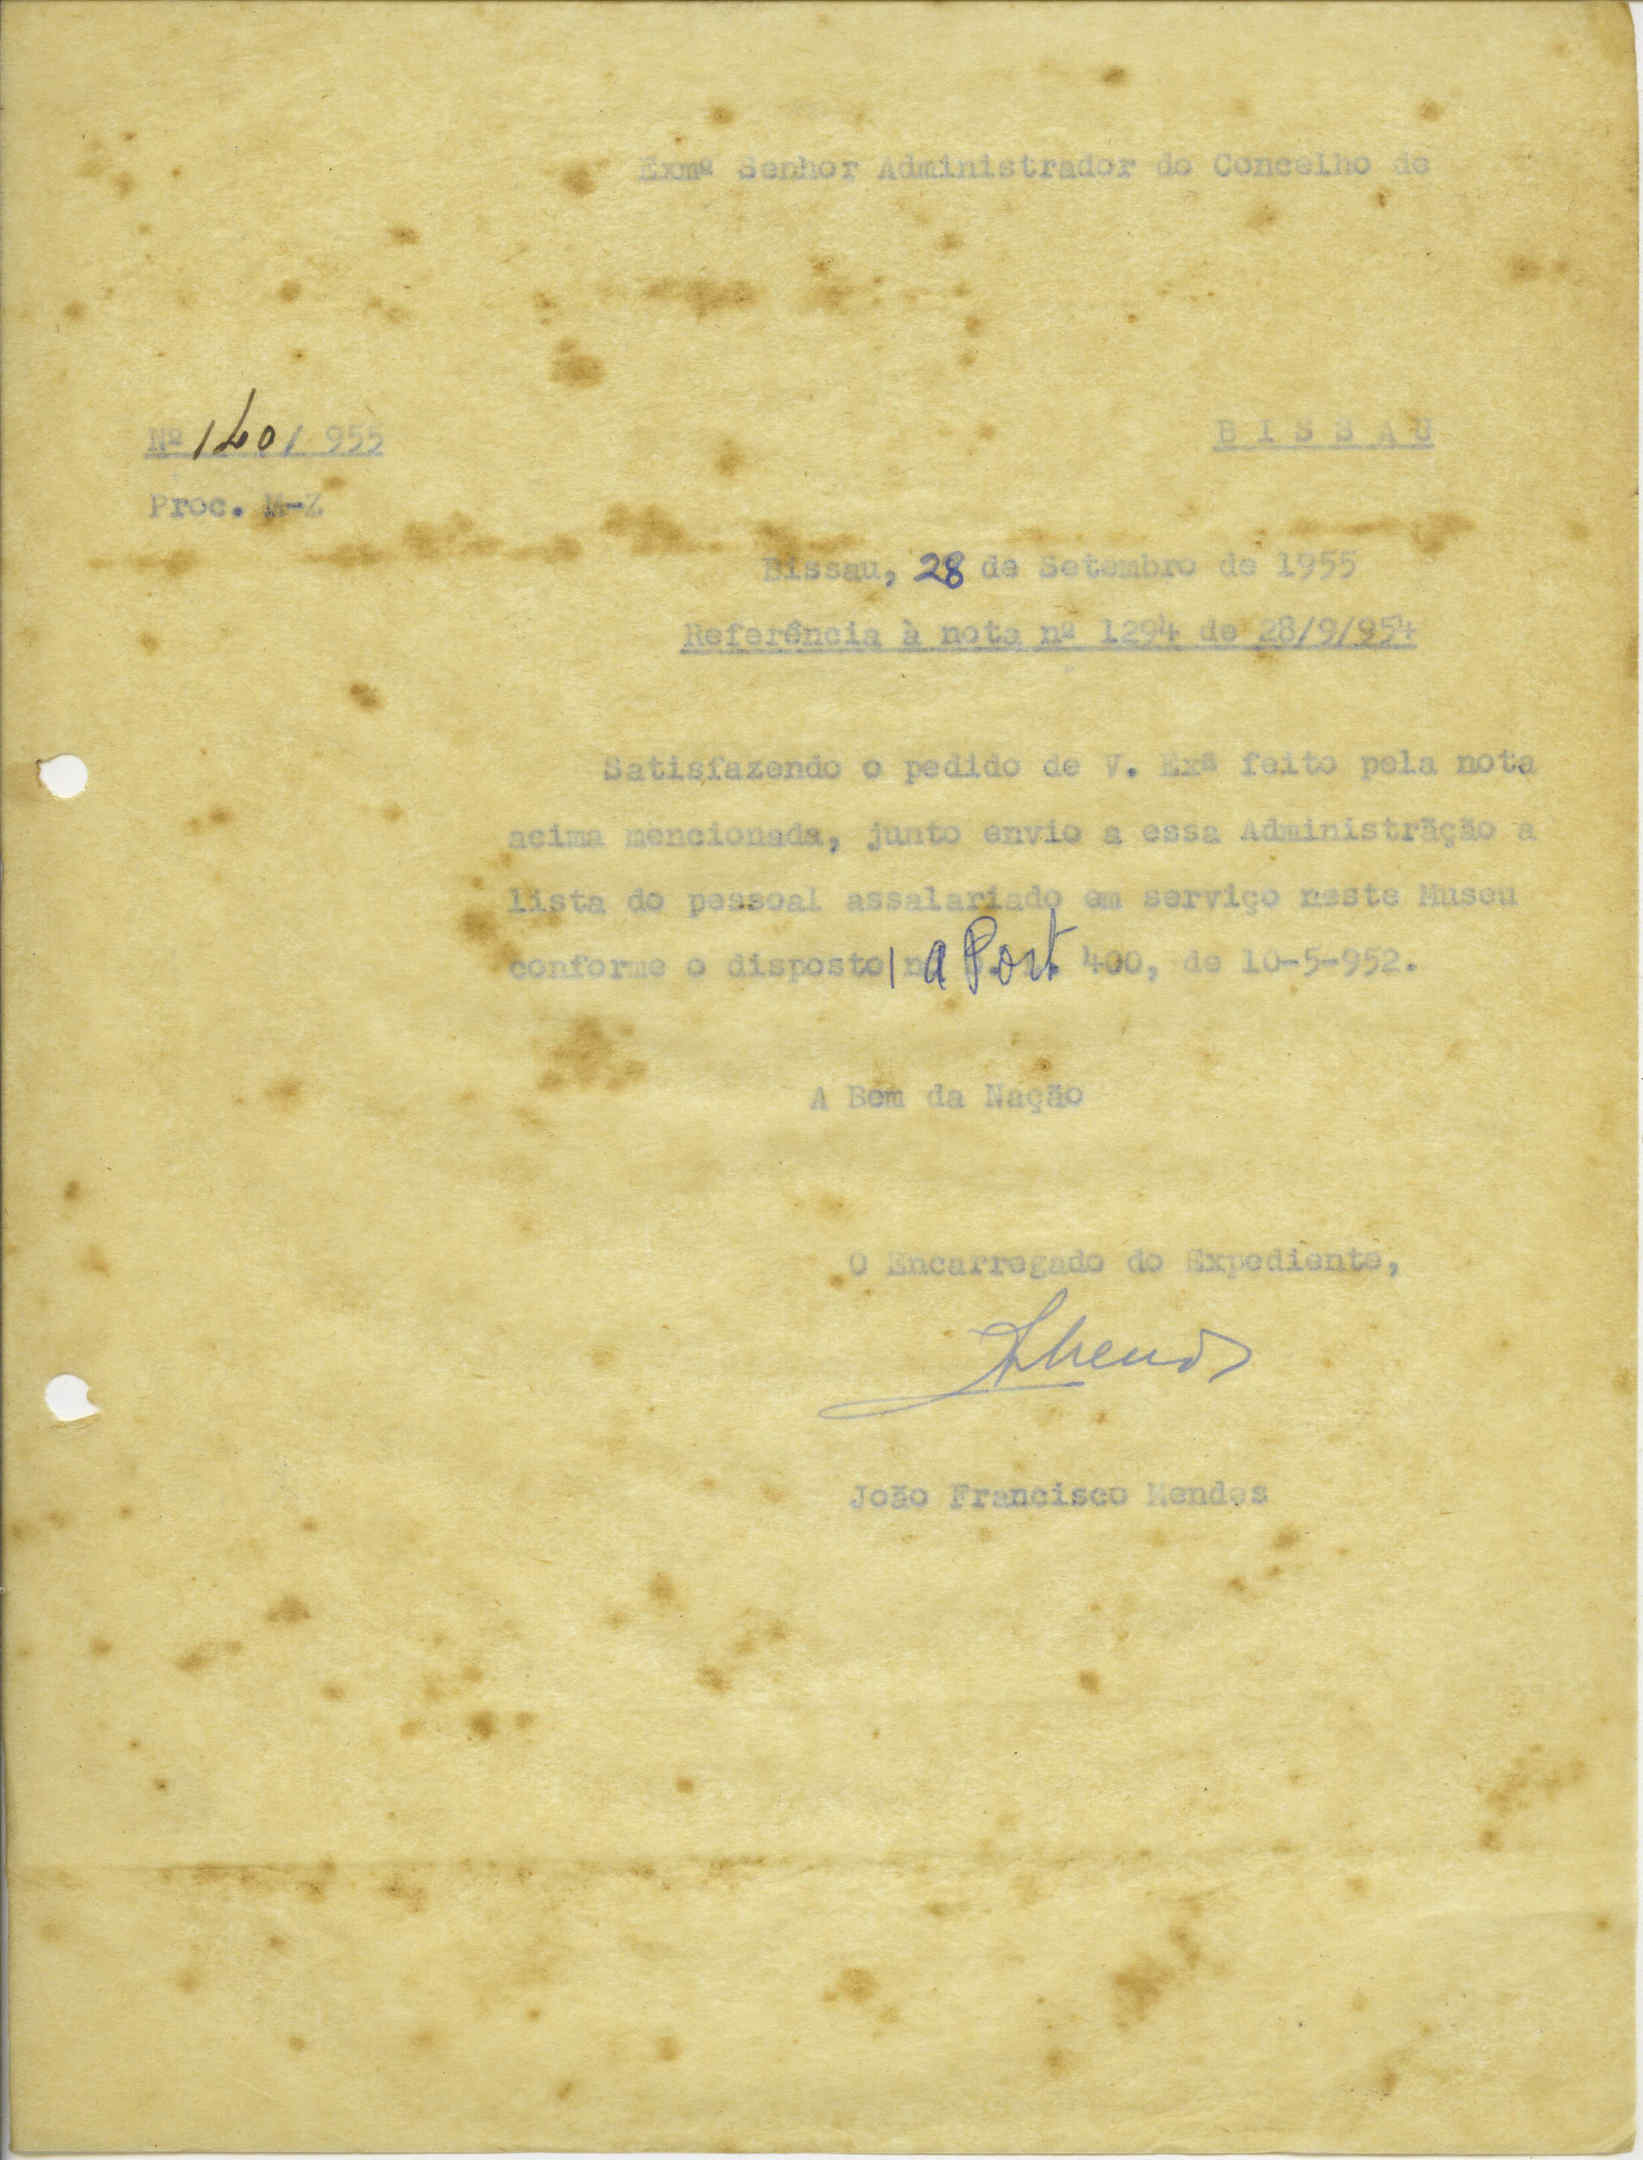 Exmº Senhor Administrador do Concelho de
Nº 140/ 955
B I S S A U
Proc. M-Z
Bissau, 28 de Setembro de 1955
Referência à nota nº 1294 de 28/9/954
Satisfazendo o pedido de V. Exª feito pela nota
acima mencionada, junto envio a essa Administração a
lista do pessoal assalariado em serviço neste Museu
conforme o disposto na Port. 400, de 10-5-952.
A Bem da Nação
O Encarregado do Expediente,
João Francisco Mendes